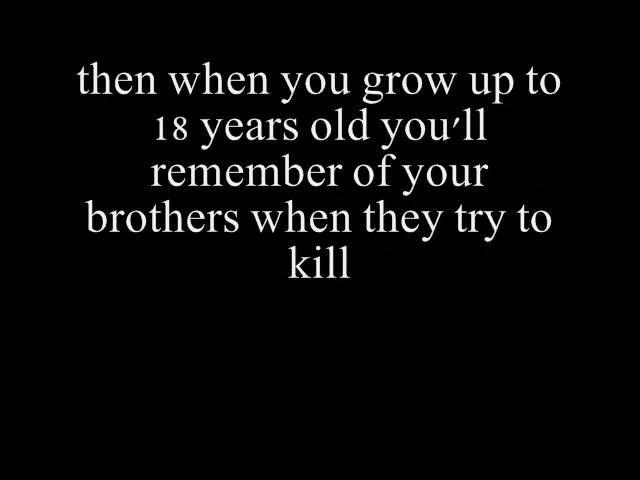 then when you grow up to
18 years old you'll
remember of your
brothers when they try to
kill